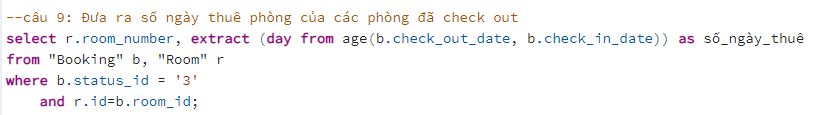 --câu 9: Đưa ra số ngày thuê phòng của các phòng đã check out
select r.room_number, extract (day from age(b.check_out_date, b.check_in_date)) as số_ngày_thuê
from "Booking" b, "Room" r
where b.status_id = '3'
    and r.id=b.room_id;